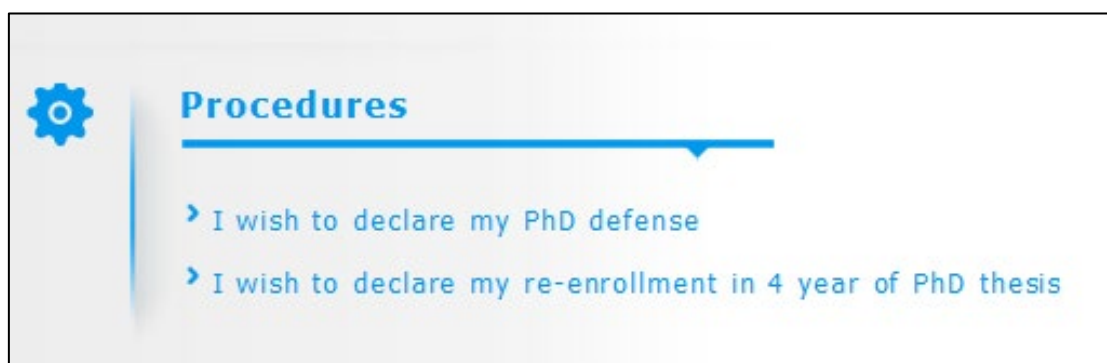 Procedures
I wish to declare my PhD defense
I wish to declare my re-enrollment in 4 year of PhD thesis